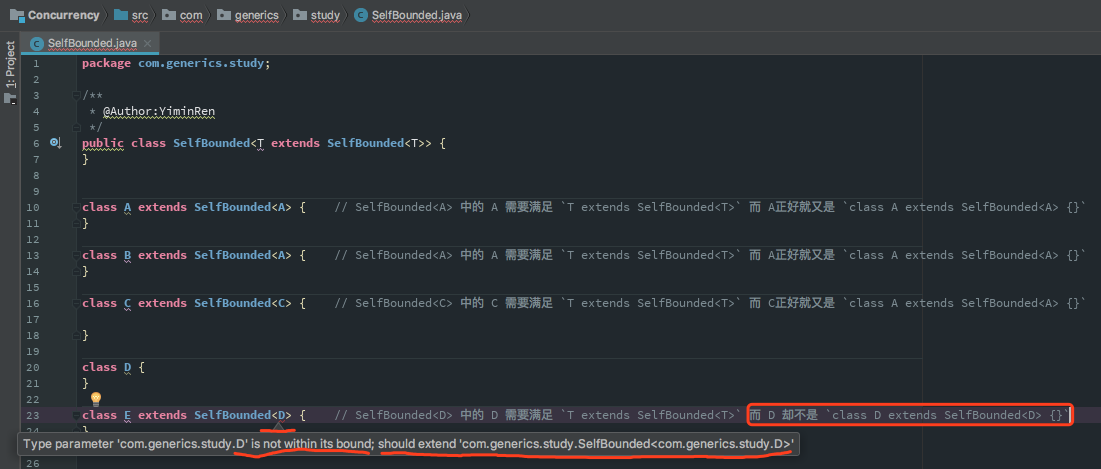 Concurrency src com generics study SelfBounded.java
SelfBounded.java
1: Project
1 package com.generics.study;
2
3 /**
4 * @Author:YiminRen
5 */
6 public class SelfBounded<T extends SelfBounded<T>> {
7 }
8
9
10 class A extends SelfBounded<A> { // SelfBounded<A> 中的 A 需要满足 `T extends SelfBounded<T>` 而 A正好就又是 `class A extends SelfBounded<A> {}`
11 }
12
13 class B extends SelfBounded<A> { // SelfBounded<A> 中的 A 需要满足 `T extends SelfBounded<T>` 而 A正好就又是 `class A extends SelfBounded<A> {}`
14 }
15
16 class C extends SelfBounded<C> { // SelfBounded<C> 中的 C 需要满足 `T extends SelfBounded<T>` 而 C正好就又是 `class A extends SelfBounded<A> {}`
17
18 }
19
20 class D {
21 }
22
23 class E extends SelfBounded<D> { // SelfBounded<D> 中的 D 需要满足 `T extends SelfBounded<T>` 而 D 却不是 `class D extends SelfBounded<D> {}`
24 }
Type parameter 'com.generics.study.D' is not within its bound; should extend 'com.generics.study.SelfBounded<com.generics.study.D>'
26